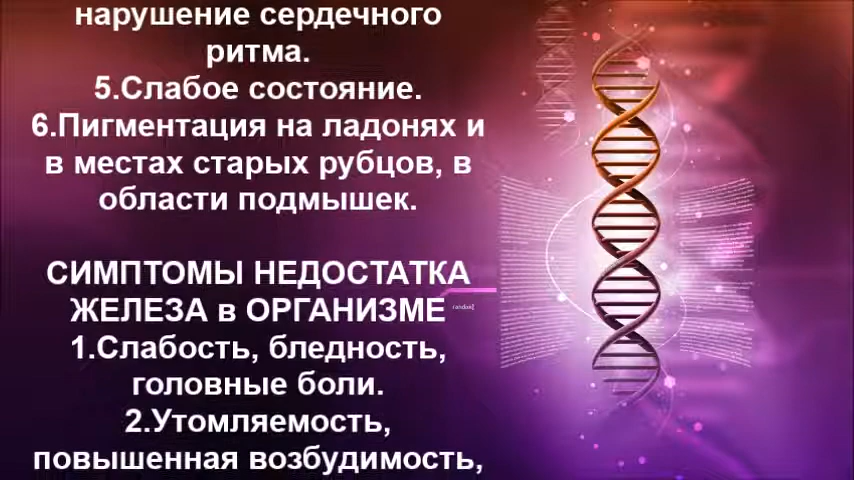 нарушение сердечного
ритма.
5.Слабое состояние.
6.Пигментация на ладонях и
в местах старых рубцов, в
области подмышек.
СИМПТОМЫ НЕДОСТАТКА
ЖЕЛЕЗА в ОРГАНИЗМЕ
1.Слабость, бледность,
головные боли.
2.Утомляемость,
повышенная возбудимость,